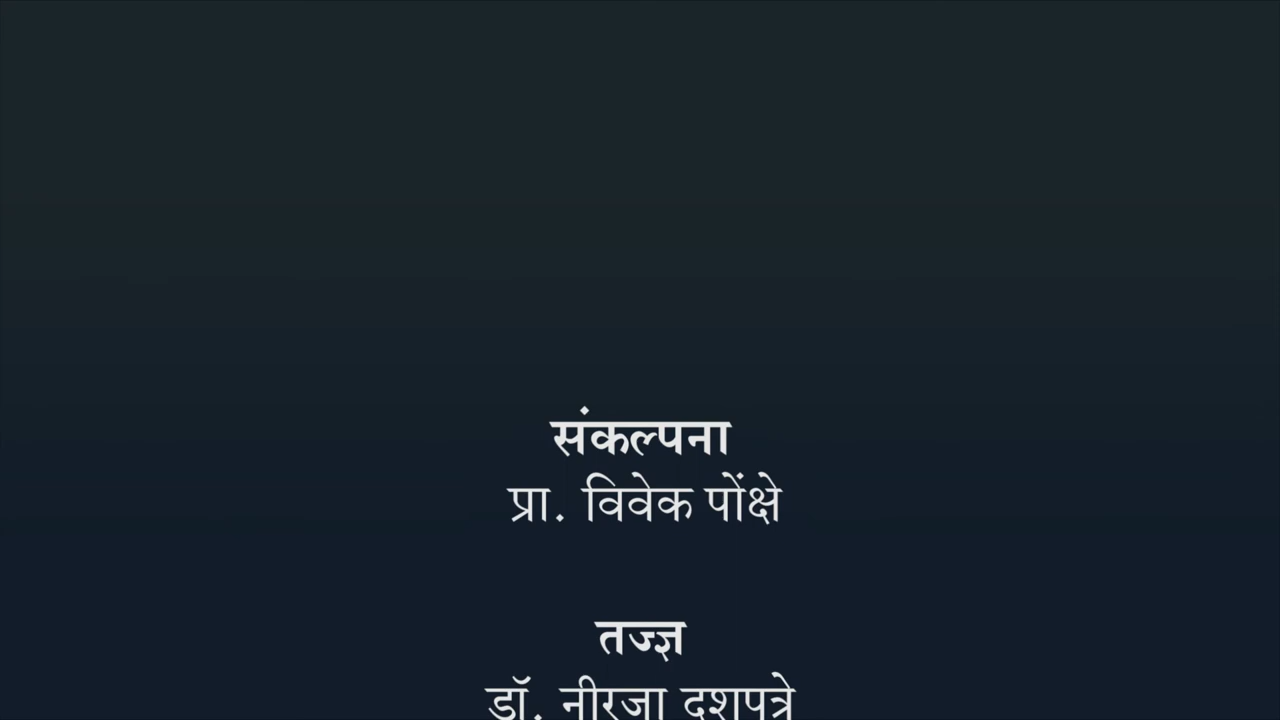 संकल्पना
प्रा. विवेक पोंक्षे
तज्ज्ञ
डॉ. नीरजा दशपत्रे